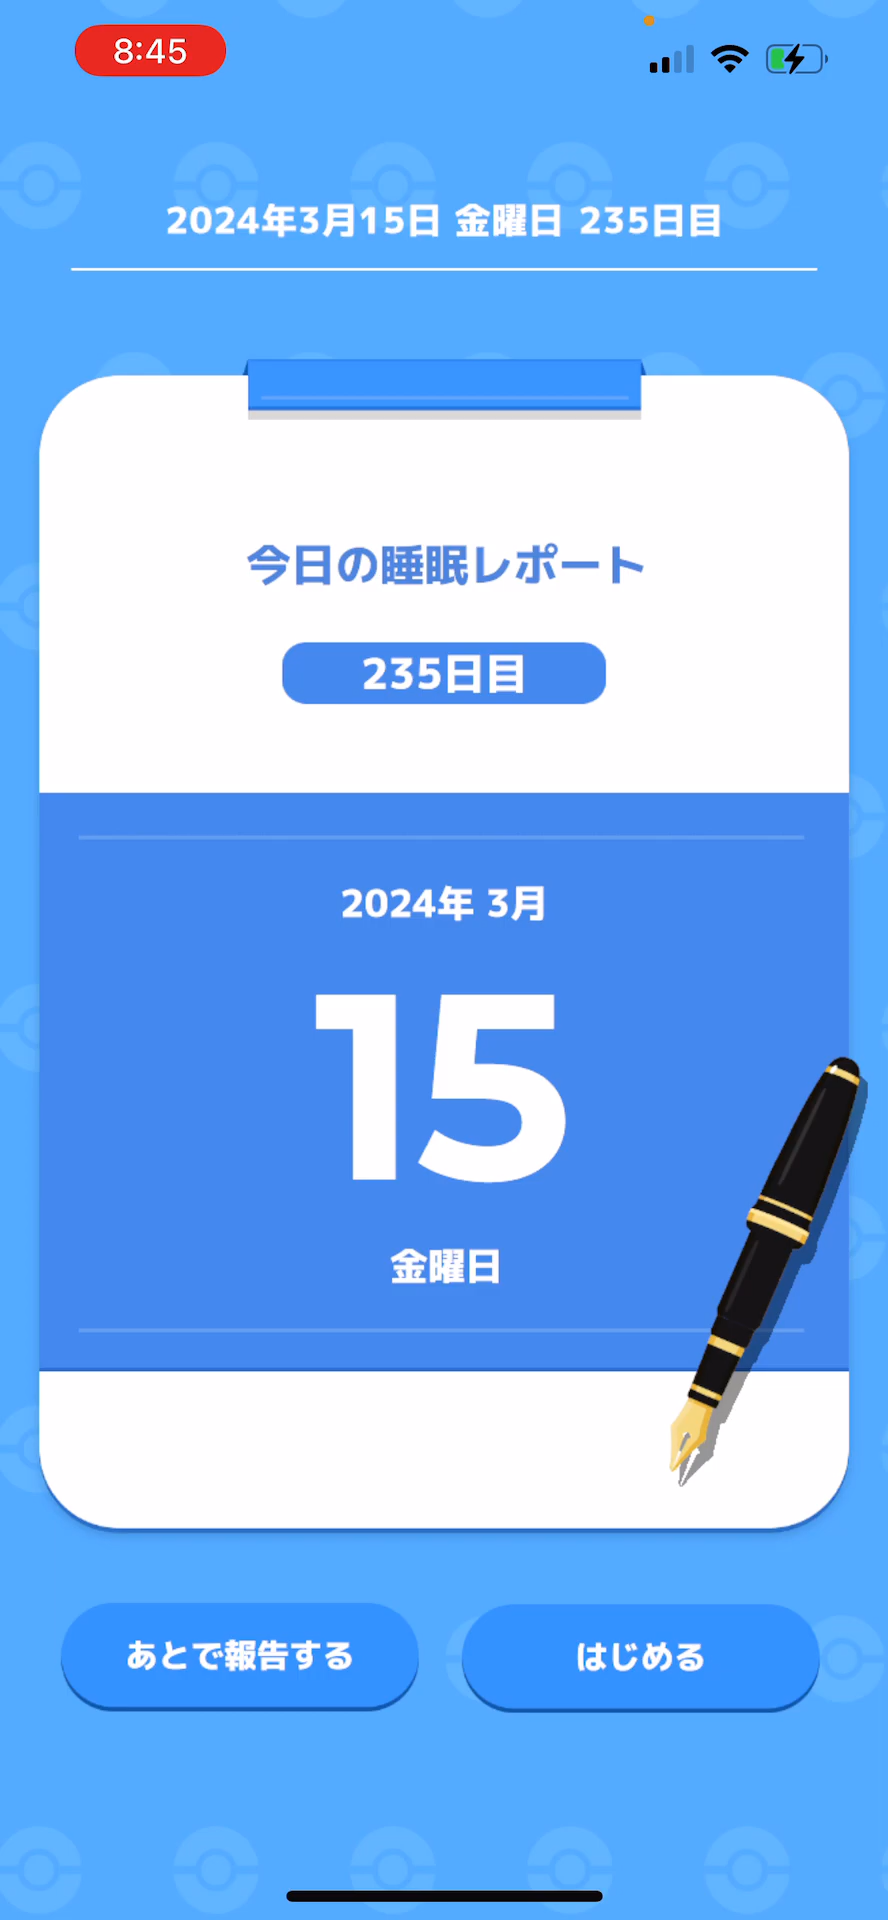 8:45
2024年3月15日 金曜日 235日目
今日の睡眠レポート
235日目
2024年 3月
15
金曜日
あとで報告する
はじめる